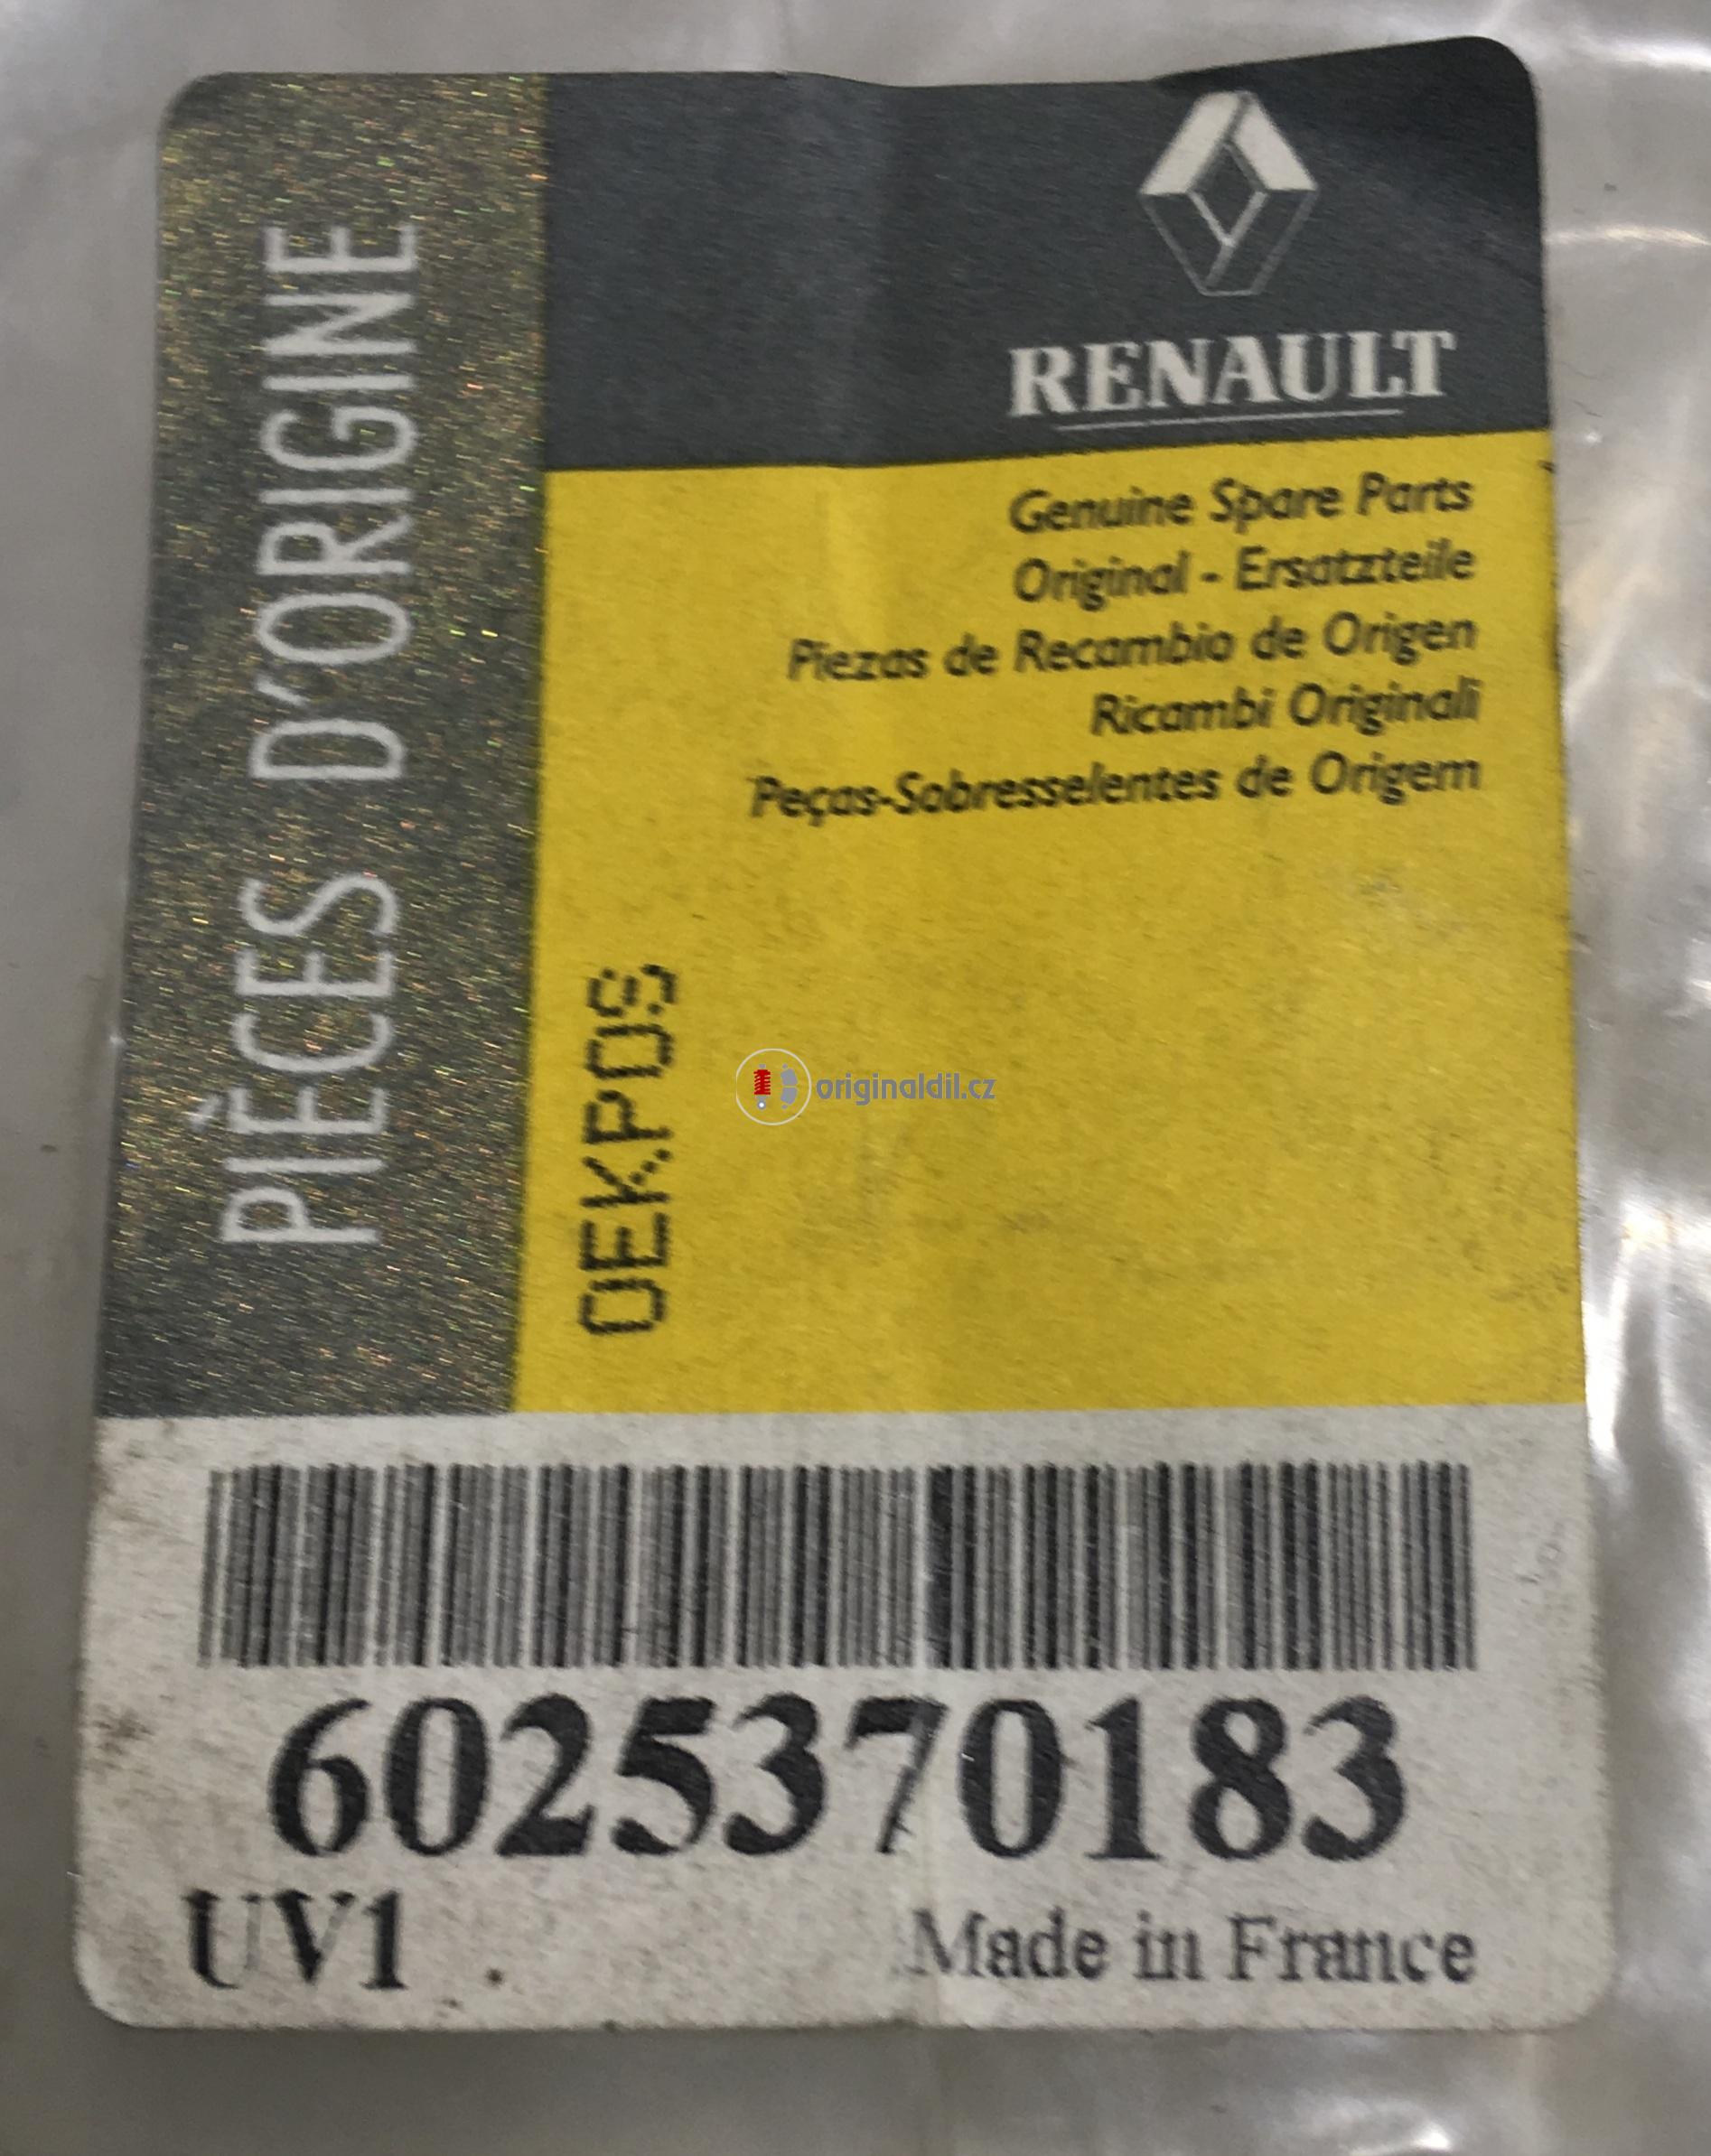 PIÈCES D'ORIGINE
RENAULT
Genuine Spare Parts
Original - Ersatzteile
Piezas de Recambio de Origen
Ricambi Originali
Peças-Sobresselentes de Origem
OEKPOS
originaldil.cz
6025370183
UV1
Made in France